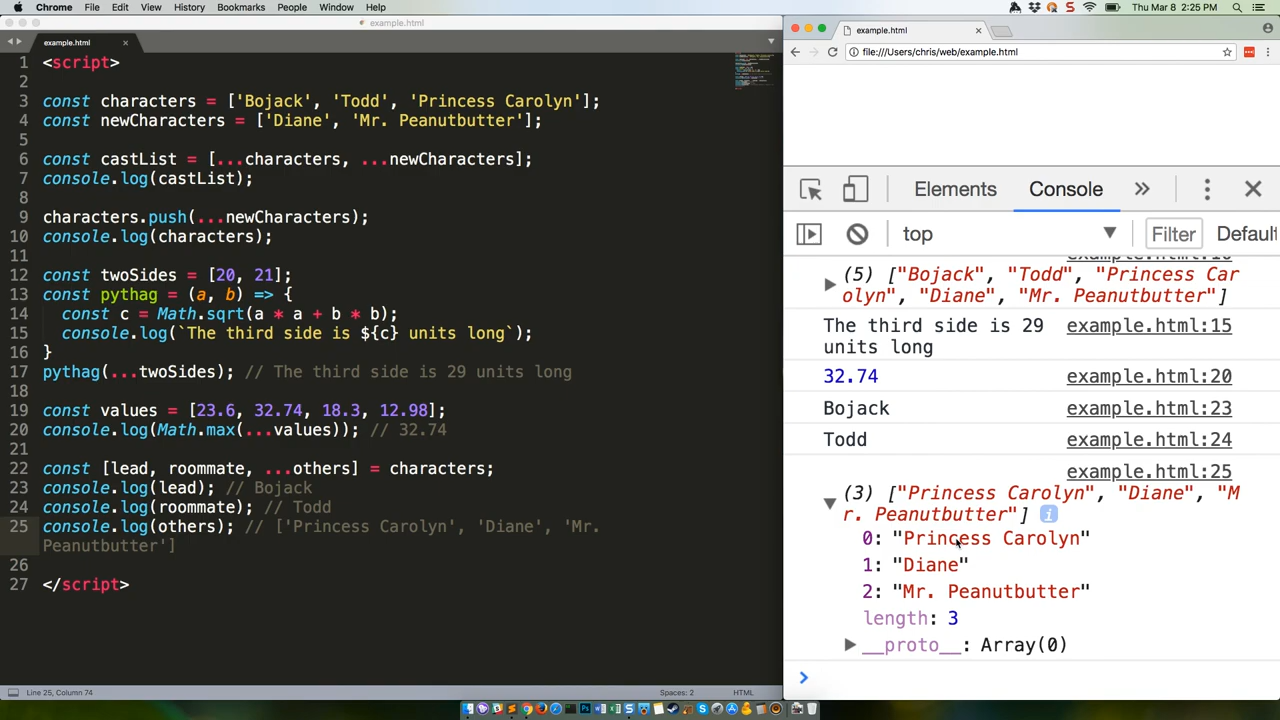 Chrome File Edit View History Bookmarks People Window Help Thu Mar 8 2:25 PM
example.html
example.html
1 <script>
2
3 const characters = ['Bojack', 'Todd', 'Princess Carolyn'];
4 const newCharacters = ['Diane', 'Mr. Peanutbutter'];
5
6 const castList = [...characters, ...newCharacters];
7 console.log(castList);
8
9 characters.push(...newCharacters);
10 console.log(characters);
11
12 const twoSides = [20, 21];
13 const pythag = (a, b) => {
14 const c = Math.sqrt(a * a + b * b);
15 console.log(`The third side is ${c} units long`);
16 }
17 pythag(...twoSides); // The third side is 29 units long
18
19 const values = [23.6, 32.74, 18.3, 12.98];
20 console.log(Math.max(...values)); // 32.74
21
22 const [lead, roommate, ...others] = characters;
23 console.log(lead); // Bojack
24 console.log(roommate); // Todd
25 console.log(others); // ['Princess Carolyn', 'Diane', 'Mr.
Peanutbutter']
26
27 </script>
Line 25, Column 74 Spaces: 2 HTML
example.html
file:///Users/chris/web/example.html
Elements Console
top Filter Default
(5) ["Bojack", "Todd", "Princess Car
olyn", "Diane", "Mr. Peanutbutter"]
The third side is 29 example.html:15
units long
32.74 example.html:20
Bojack example.html:23
Todd example.html:24
example.html:25
(3) ["Princess Carolyn", "Diane", "M
r. Peanutbutter"]
0: "Princess Carolyn"
1: "Diane"
2: "Mr. Peanutbutter"
length: 3
__proto__: Array(0)